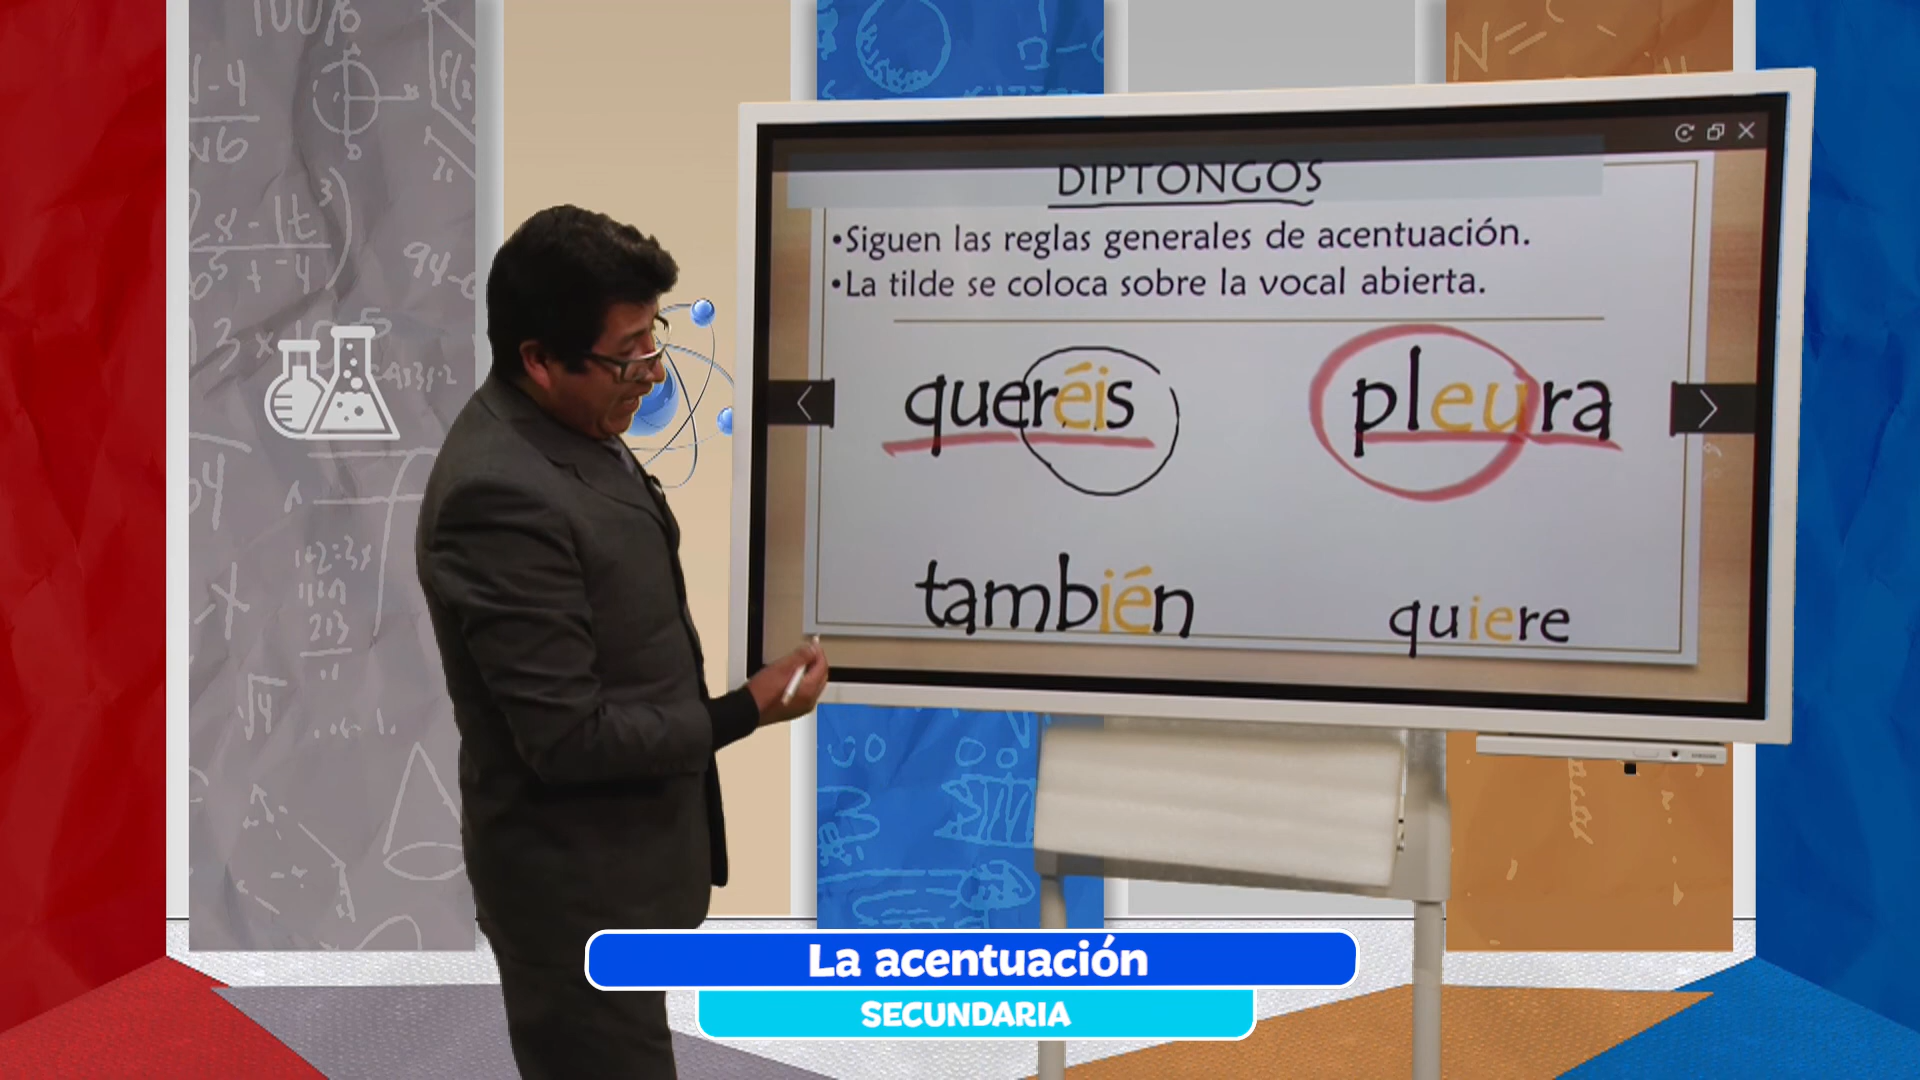 DIPTONGOS
•Siguen las reglas generales de acentuación.
•La tilde se coloca sobre la vocal abierta.
queréis pleura
también quiere
La acentuación
SECUNDARIA